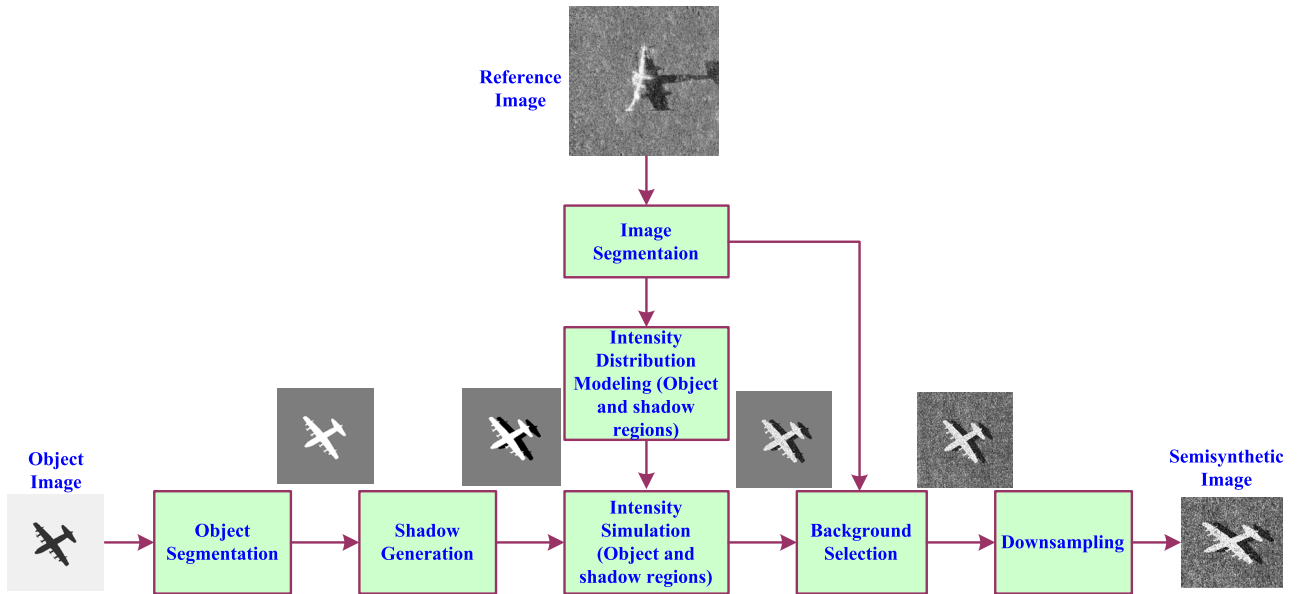 Reference
Image
Image
Segmentaion
Intensity
Distribution
Modeling (Object
and shadow
regions)
Object
Image
Object
Segmentation
Shadow
Generation
Intensity
Simulation
(Object and
shadow regions)
Background
Selection
Downsampling
Semisynthetic
Image